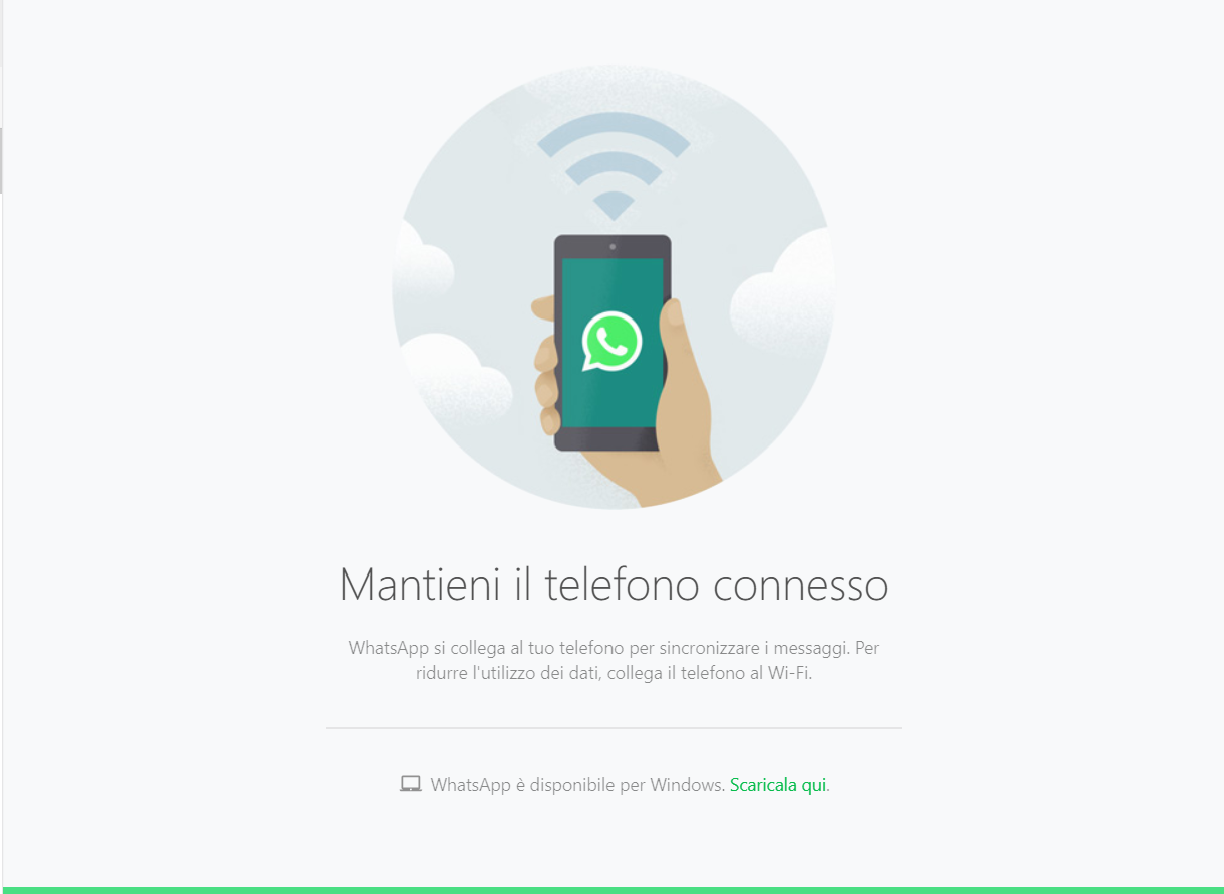 Mantieni il telefono connesso
WhatsApp si collega al tuo telefono per sincronizzare i messaggi. Per
ridurre l'utilizzo dei dati, collega il telefono al Wi-Fi.
WhatsApp è disponibile per Windows. Scaricala qui.